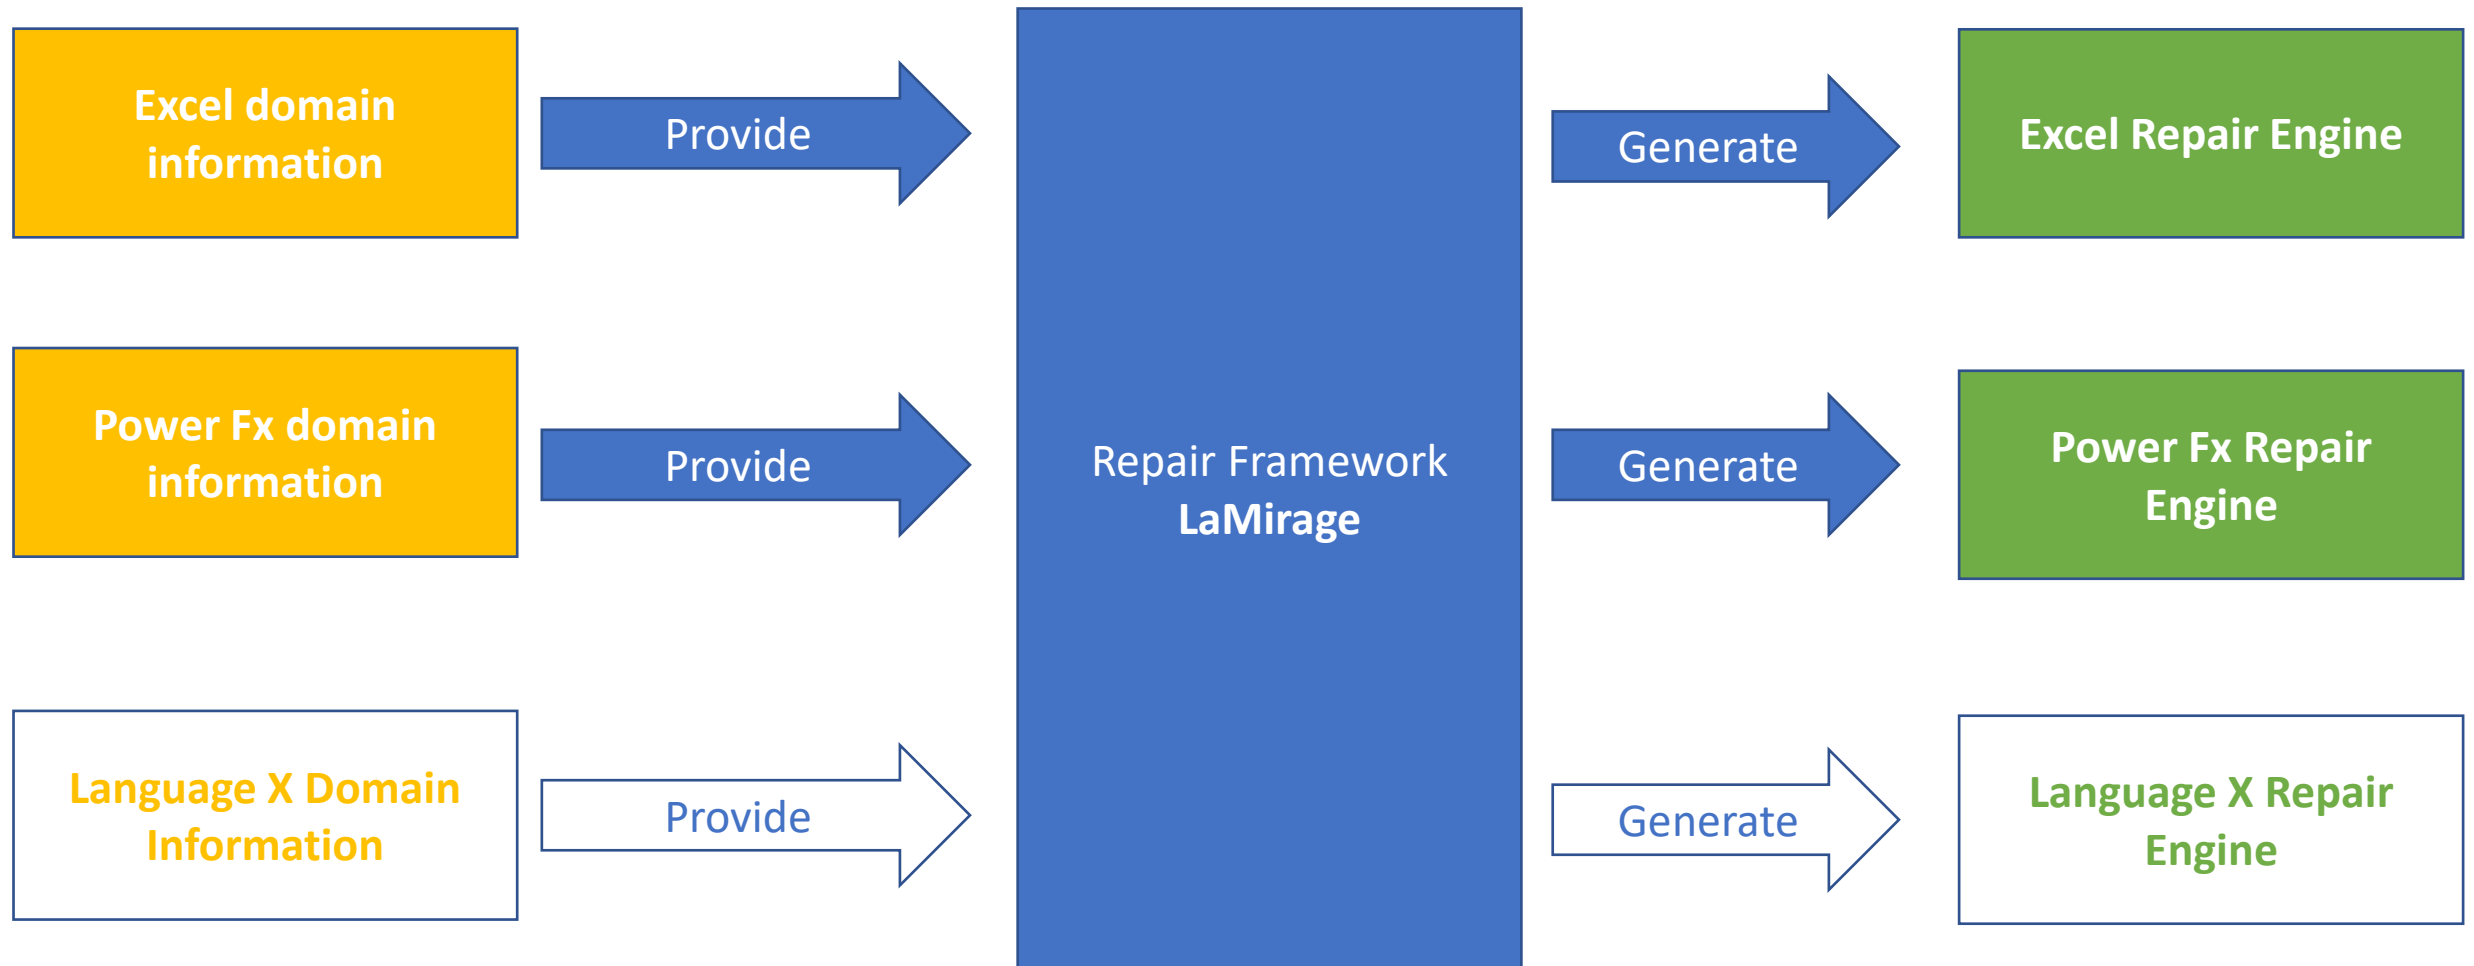 Excel domain
information
Provide
Generate
Excel Repair Engine
Power Fx domain
information
Provide
Repair Framework
LaMirage
Generate
Power Fx Repair
Engine
Language X Domain
Information
Provide
Generate
Language X Repair
Engine